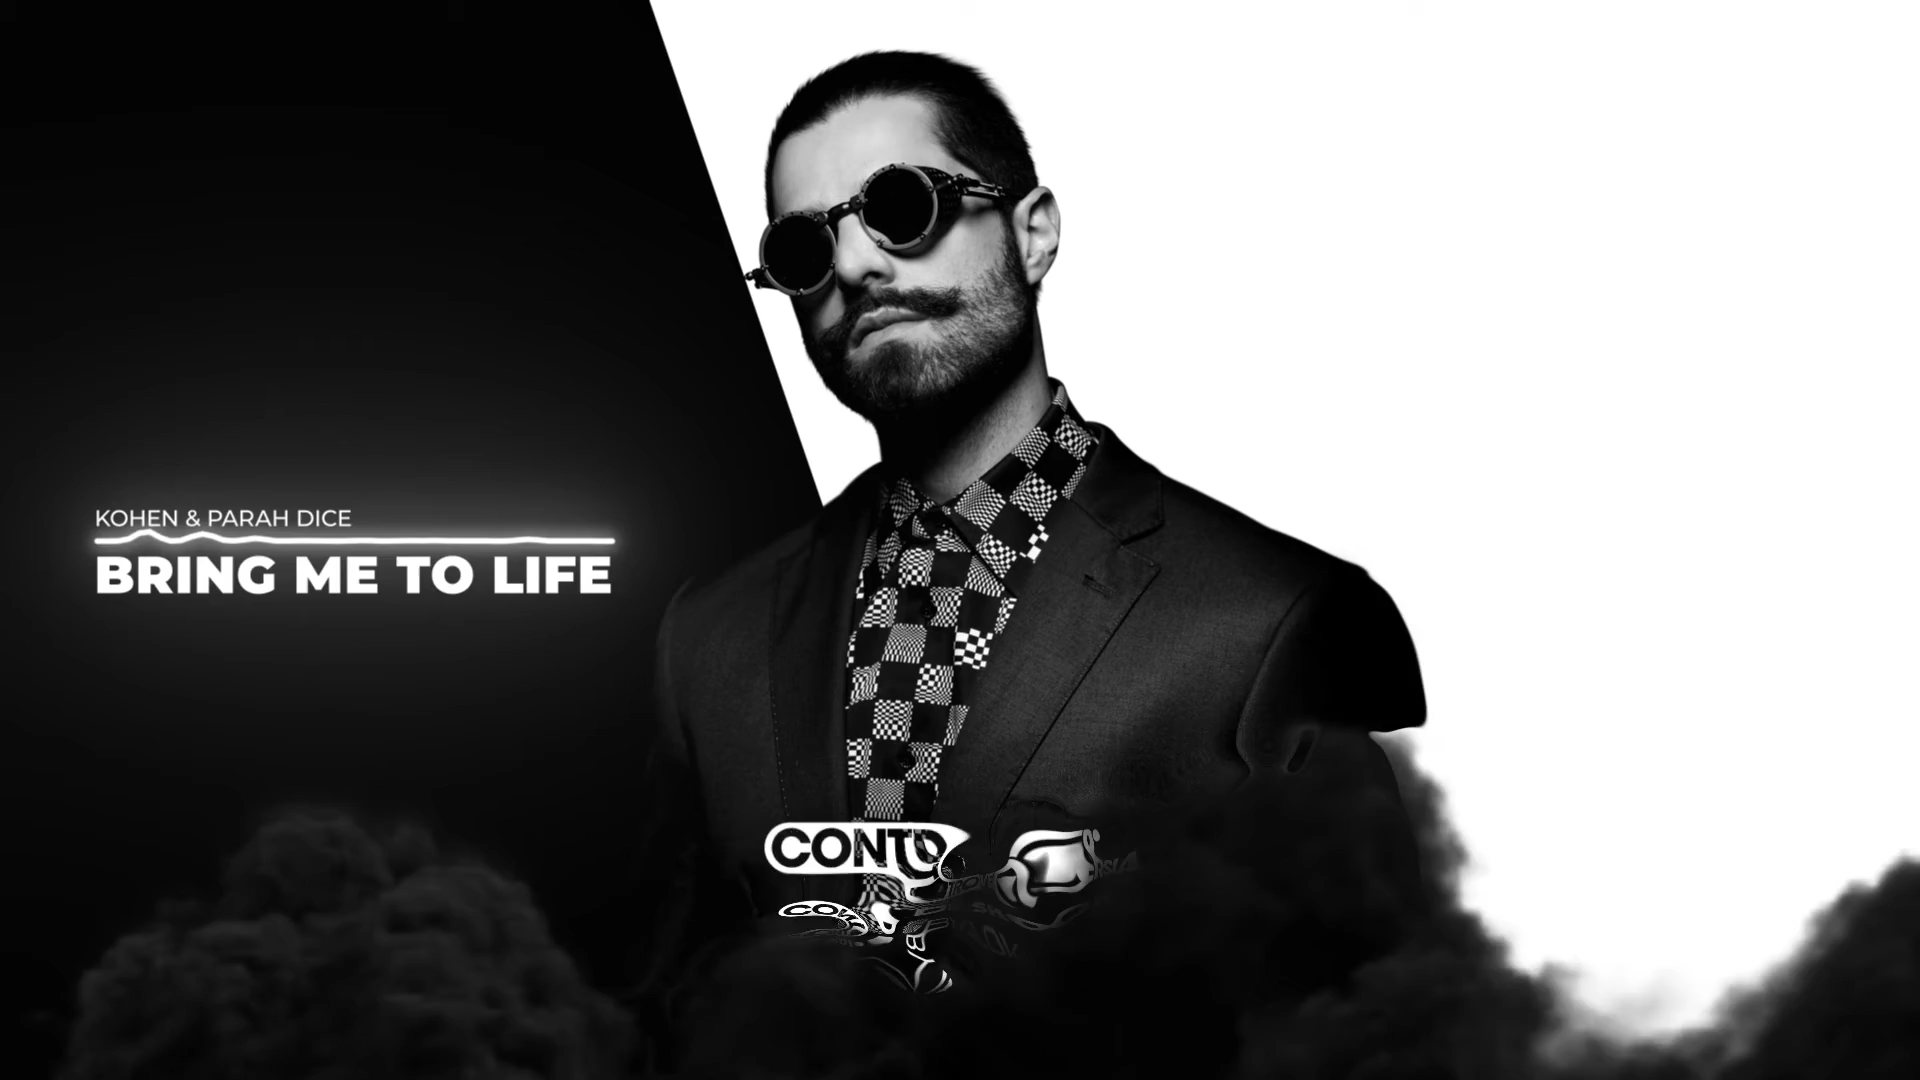 KOHEN & PARAH DICE
BRING ME TO LIFE
CONTO